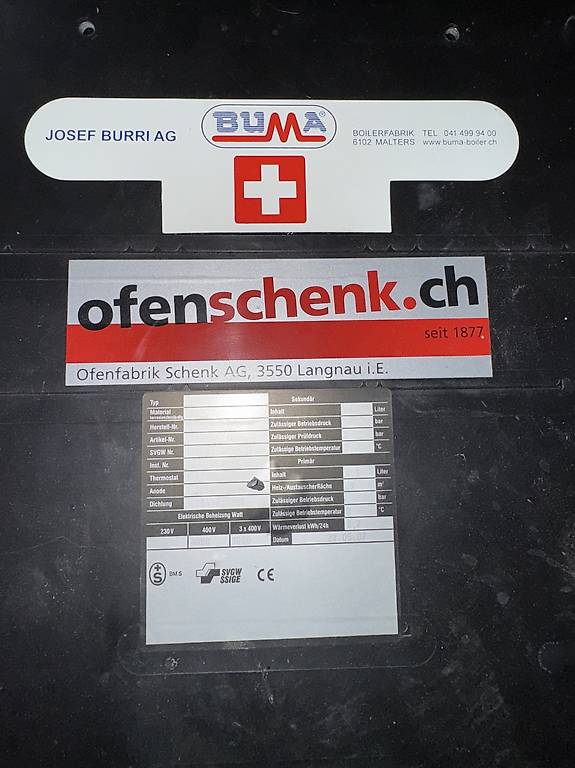 JOSEF BURRI AG
BUMA
BOILERFABRIK TEL 041 499 94 00
6102 MALTERS www.buma-boiler.ch
ofenschenk.ch
seit 1877
Ofenfabrik Schenk AG, 3550 Langnau i.E.
Typ
Material
Herstell-Nr.
Artikel-Nr.
SVGW Nr.
Inst. Nr.
Thermostat
Anode
Dichtung
Elektrische Beheizung Watt
230 V 400 V 3 x 400 V
Sekundär
Inhalt Liter
Zulässiger Betriebsdruck bar
Zulässiger Prüfdruck bar
Zulässige Betriebstemperatur °C
Primär
Inhalt Liter
Heiz-/Austauscherfläche m²
Zulässiger Betriebsdruck bar
Zulässige Betriebstemperatur °C
Wärmeverlust kWh/24h
Datum
+S BM 5 SVGW
SSIGE CE